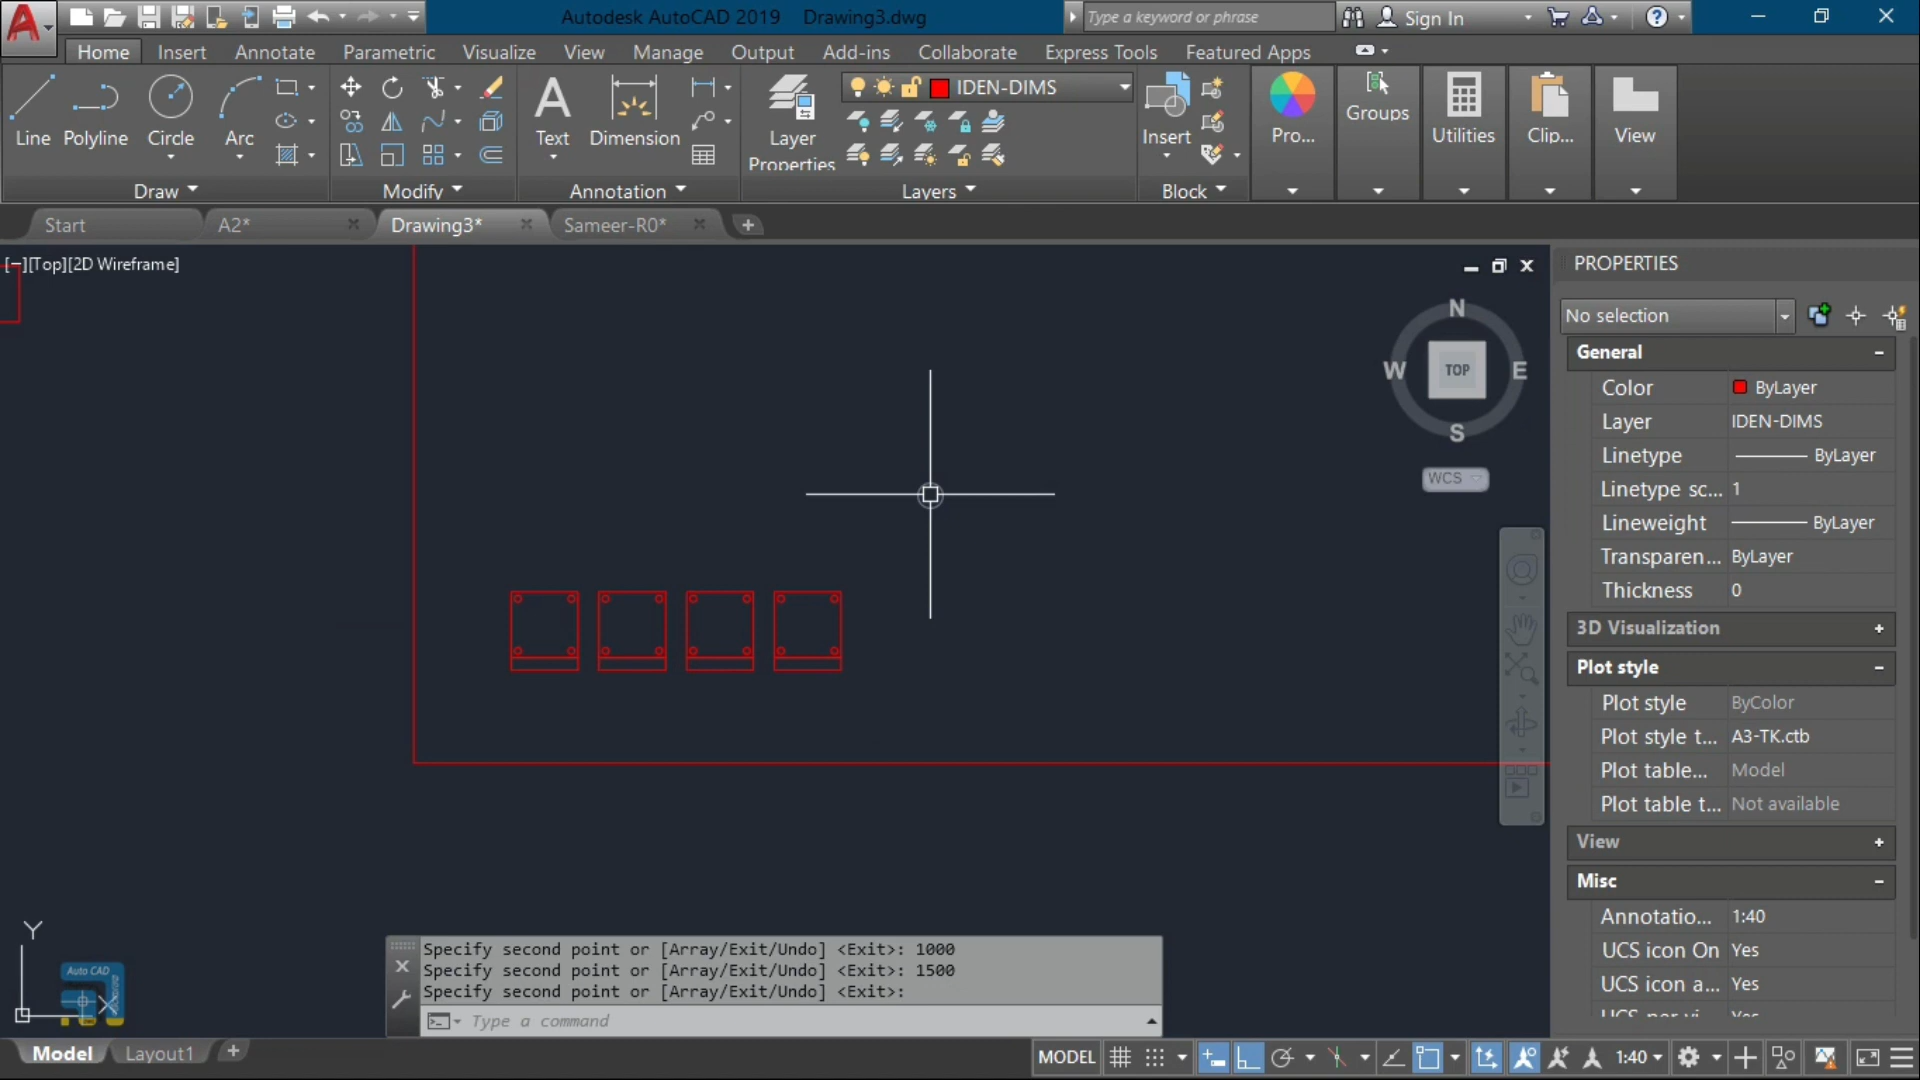 Autodesk AutoCAD 2019 Drawing3.dwg
Type a keyword or phrase
Sign In
Home Insert Annotate Parametric Visualize View Manage Output Add-ins Collaborate Express Tools Featured Apps
IDEN-DIMS
Line Polyline Circle Arc
Text Dimension
Layer
Properties
Insert
Pro...
Groups
Utilities
Clip...
View
Draw Modify Annotation Layers Block
Start A2* Drawing3* Sameer-R0*
[−][Top][2D Wireframe]
N
W TOP E
S
WCS
PROPERTIES
No selection
General
Color ByLayer
Layer IDEN-DIMS
Linetype ByLayer
Linetype sc... 1
Lineweight ByLayer
Transparen... ByLayer
Thickness 0
3D Visualization
Plot style
Plot style ByColor
Plot style t... A3-TK.ctb
Plot table... Model
Plot table t... Not available
View
Misc
Annotatio... 1:40
UCS icon On Yes
UCS icon a... Yes
Y
X
Auto CAD
Specify second point or [Array/Exit/Undo] <Exit>: 1000
Specify second point or [Array/Exit/Undo] <Exit>: 1500
Specify second point or [Array/Exit/Undo] <Exit>:
Type a command
Model Layout1
MODEL 1:40